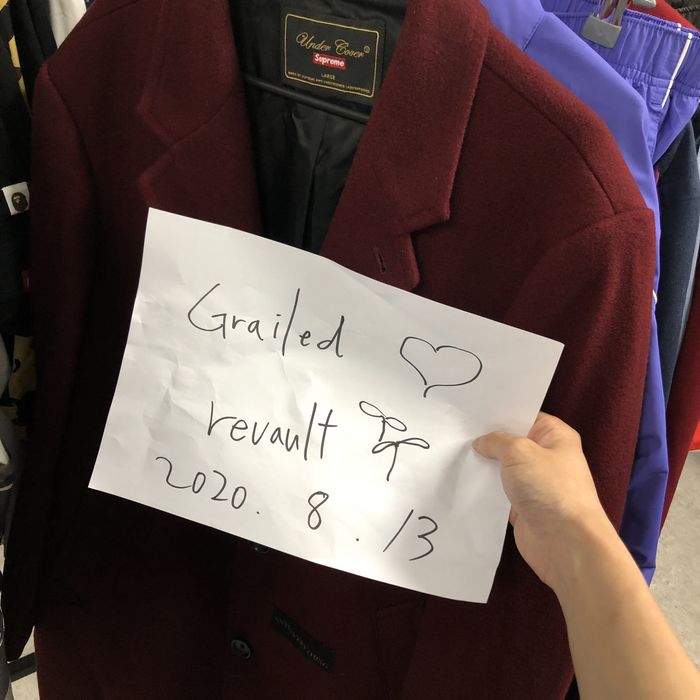 Under Cover
Supreme
LARGE
Grailed
revault
2020. 8. 13